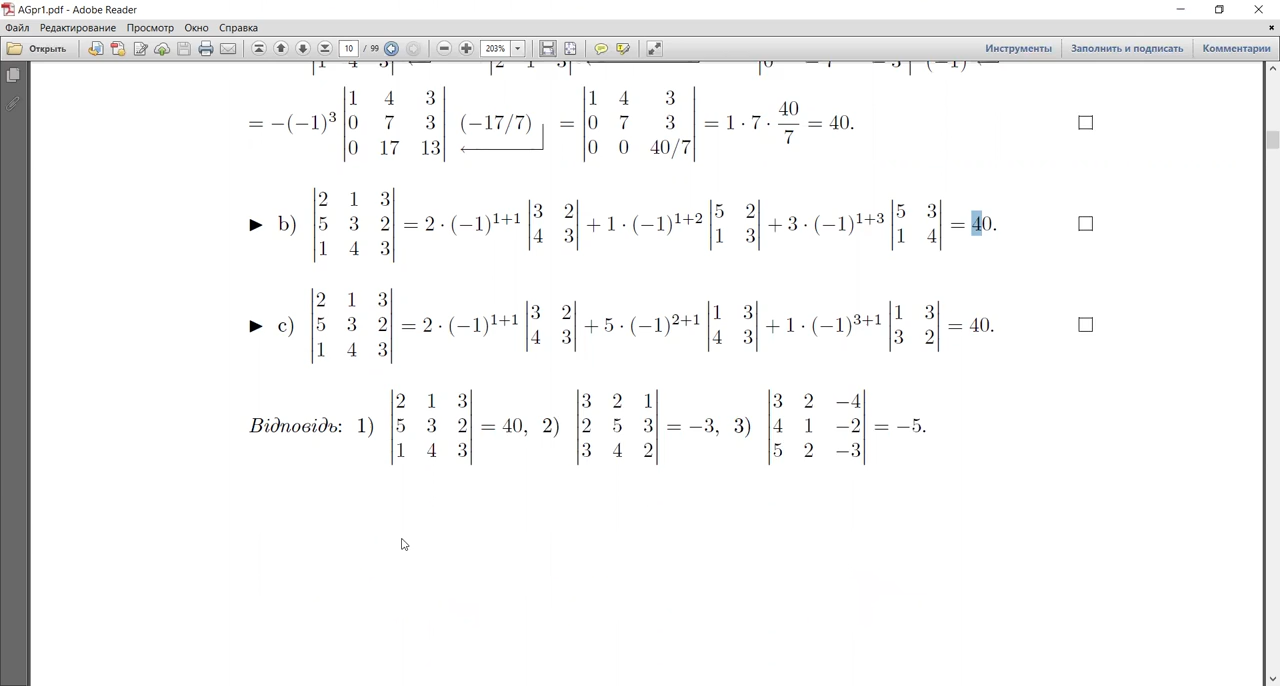 AGpr1.pdf - Adobe Reader
Файл Редактирование Просмотр Окно Справка
Открыть 10 / 99 203% Инструменты Заполнить и подписать Комментарии
= −(−1)³ |1 4 3; 0 7 3; 0 17 13| (−17/7) = |1 4 3; 0 7 3; 0 0 40/7| = 1 · 7 · 40/7 = 40. □
► b) |2 1 3; 5 3 2; 1 4 3| = 2 · (−1)^{1+1} |3 2; 4 3| + 1 · (−1)^{1+2} |5 2; 1 3| + 3 · (−1)^{1+3} |5 3; 1 4| = 40. □
► c) |2 1 3; 5 3 2; 1 4 3| = 2 · (−1)^{1+1} |3 2; 4 3| + 5 · (−1)^{2+1} |1 3; 4 3| + 1 · (−1)^{3+1} |1 3; 3 2| = 40. □
Відповідь: 1) |2 1 3; 5 3 2; 1 4 3| = 40, 2) |3 2 1; 2 5 3; 3 4 2| = −3, 3) |3 2 −4; 4 1 −2; 5 2 −3| = −5.